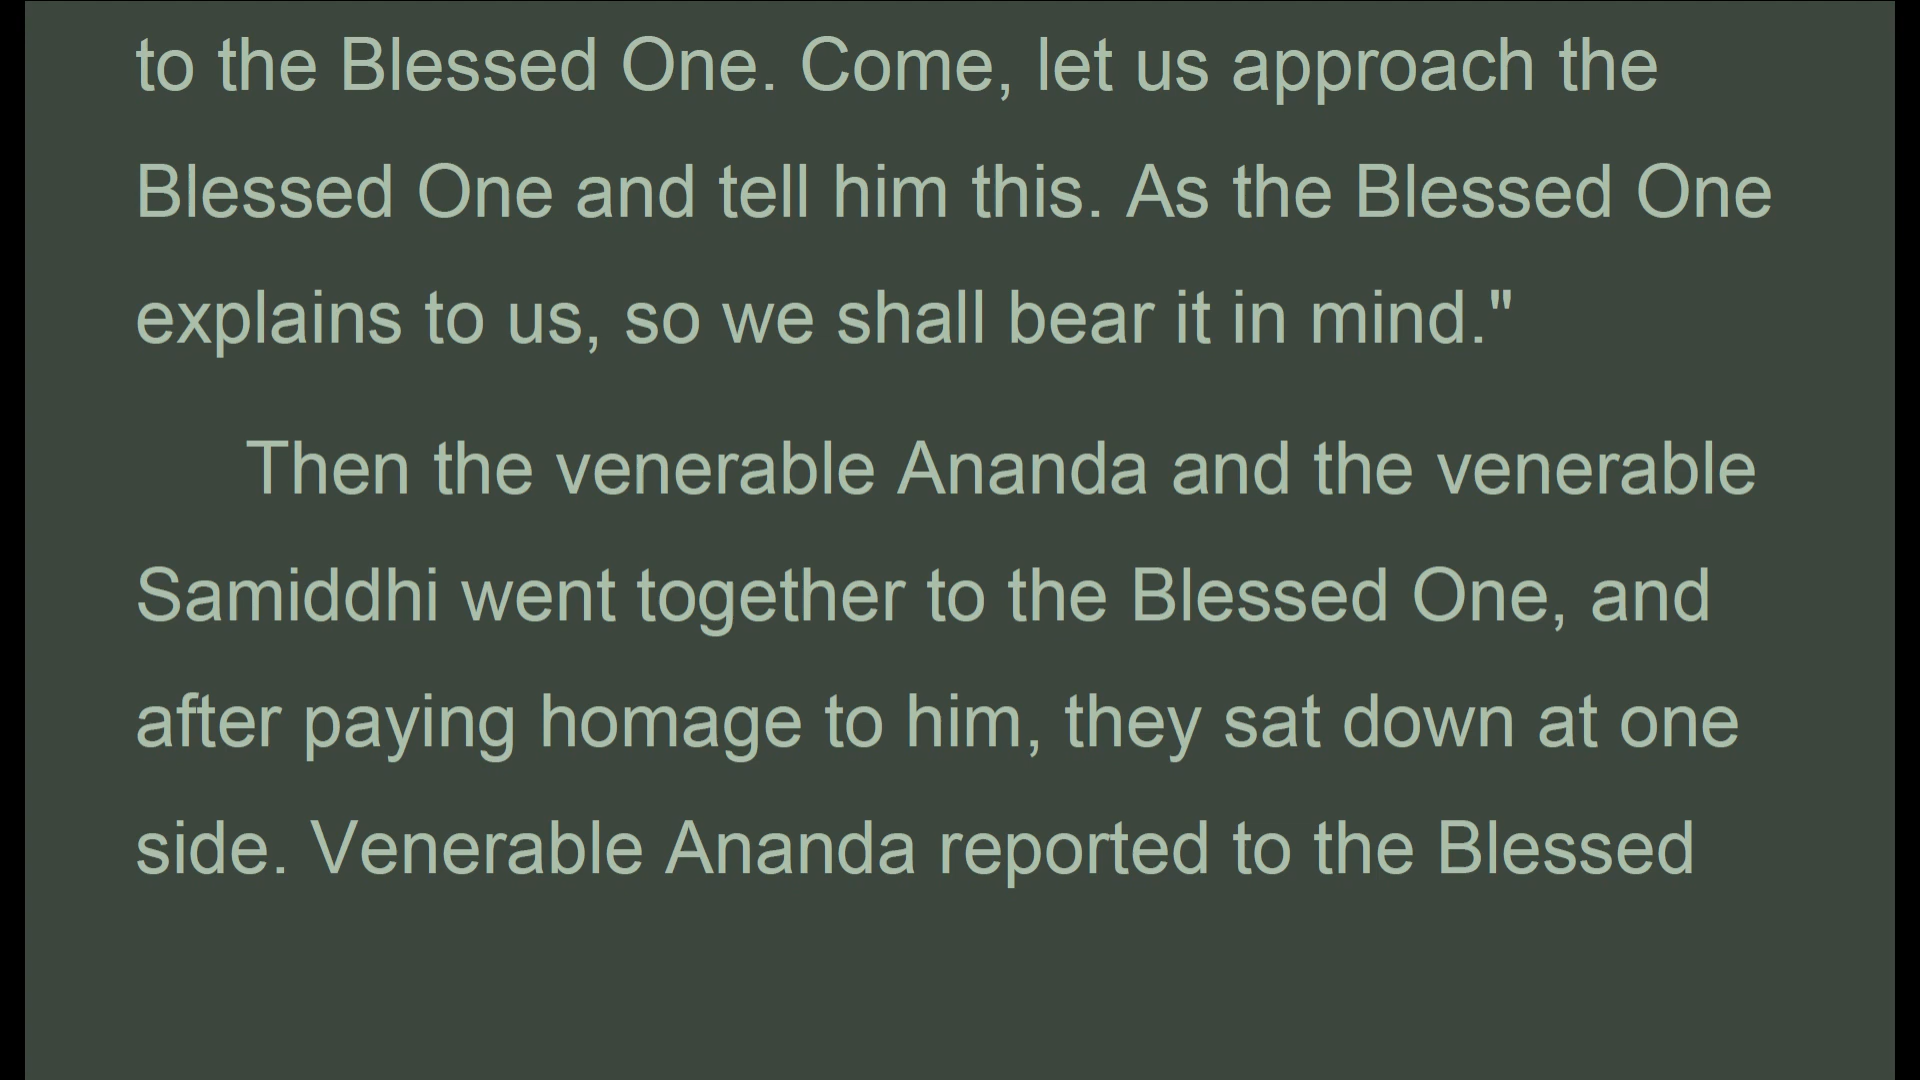 to the Blessed One. Come, let us approach the
Blessed One and tell him this. As the Blessed One
explains to us, so we shall bear it in mind."
Then the venerable Ananda and the venerable
Samiddhi went together to the Blessed One, and
after paying homage to him, they sat down at one
side. Venerable Ananda reported to the Blessed